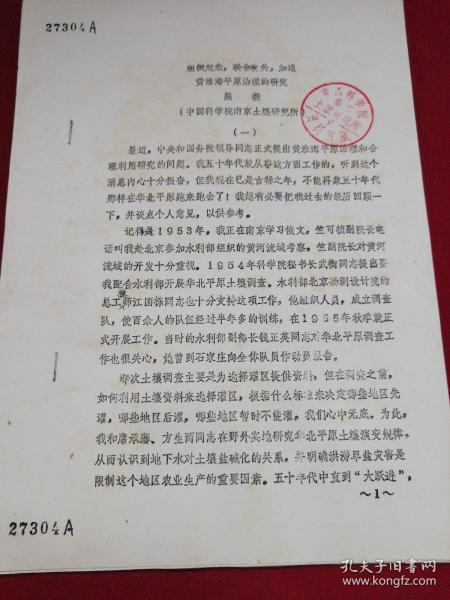 27304A
组织起来，联合攻关，加速
黄淮海平原治理的研究
熊毅
（中国科学院南京土壤研究所）
（一）
最近，中央和国务院领导同志正式提出黄淮海平原治理和合
理利用研究的问题。我五十年代就从事这方面工作的，听到这个
消息内心十分振奋，但我现在已是古稀之年，不能再象五十年代
那样在华北平原跑来跑去了！我想有必要把我过去的经历回顾一
下，并谈点个人意见，以供参考。
记得是1953年，我正在南京学习俄文，竺可桢副院长电
话叫我赴北京参加水利部组织的黄河流域考察，竺副院长对黄河
流域的开发十分重视。1954年科学院秘书长武衡同志提出要
我配合水利部开展华北平原土壤调查。水利部北京勘测设计院的
总工程师江国栋同志也十分支持这项工作，他组织人员，成立调查
队，使百余人的队伍经过半年多的训练，在1955年秋季就正
式开展工作。当时的水利部副部长钱正英同志对华北平原调查工
作也很关心，她曾到石家庄向全体队员作动员报告。
那次土壤调查主要是为选择灌区提供资料，但在调查之前，
如何利用土壤资料来选择灌区，根据什么标准来决定哪些地区先
灌，哪些地区后灌，哪些地区暂时不能灌，我们心中无底。为此，
我和席承藩、方生两同志在野外实地研究华北平原土壤演变规律，
从而认识到地下水对土壤盐碱化的关系，并明确洪涝旱盐灾害是
限制这个地区农业生产的重要因素。五十年代中直到“大跃进”，
～1～
27304A
孔夫子旧书网
www.kongfz.com